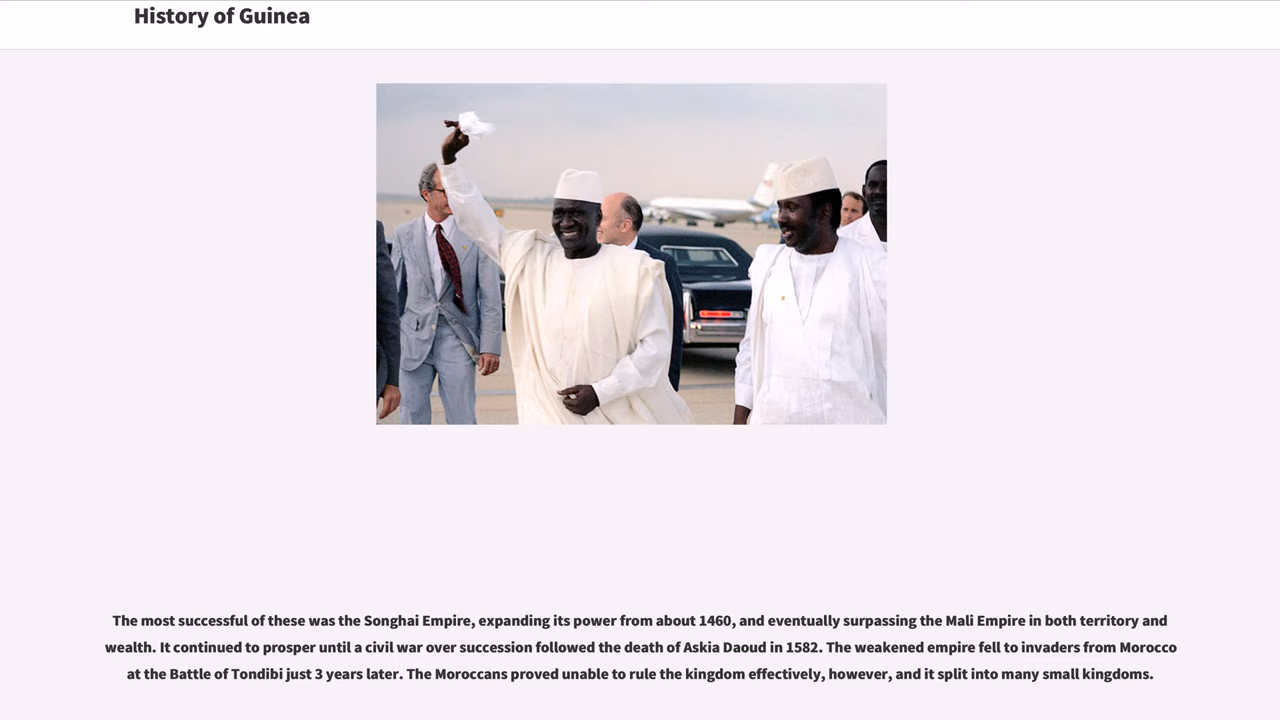 History of Guinea
The most successful of these was the Songhai Empire, expanding its power from about 1460, and eventually surpassing the Mali Empire in both territory and
wealth. It continued to prosper until a civil war over succession followed the death of Askia Daoud in 1582. The weakened empire fell to invaders from Morocco
at the Battle of Tondibi just 3 years later. The Moroccans proved unable to rule the kingdom effectively, however, and it split into many small kingdoms.